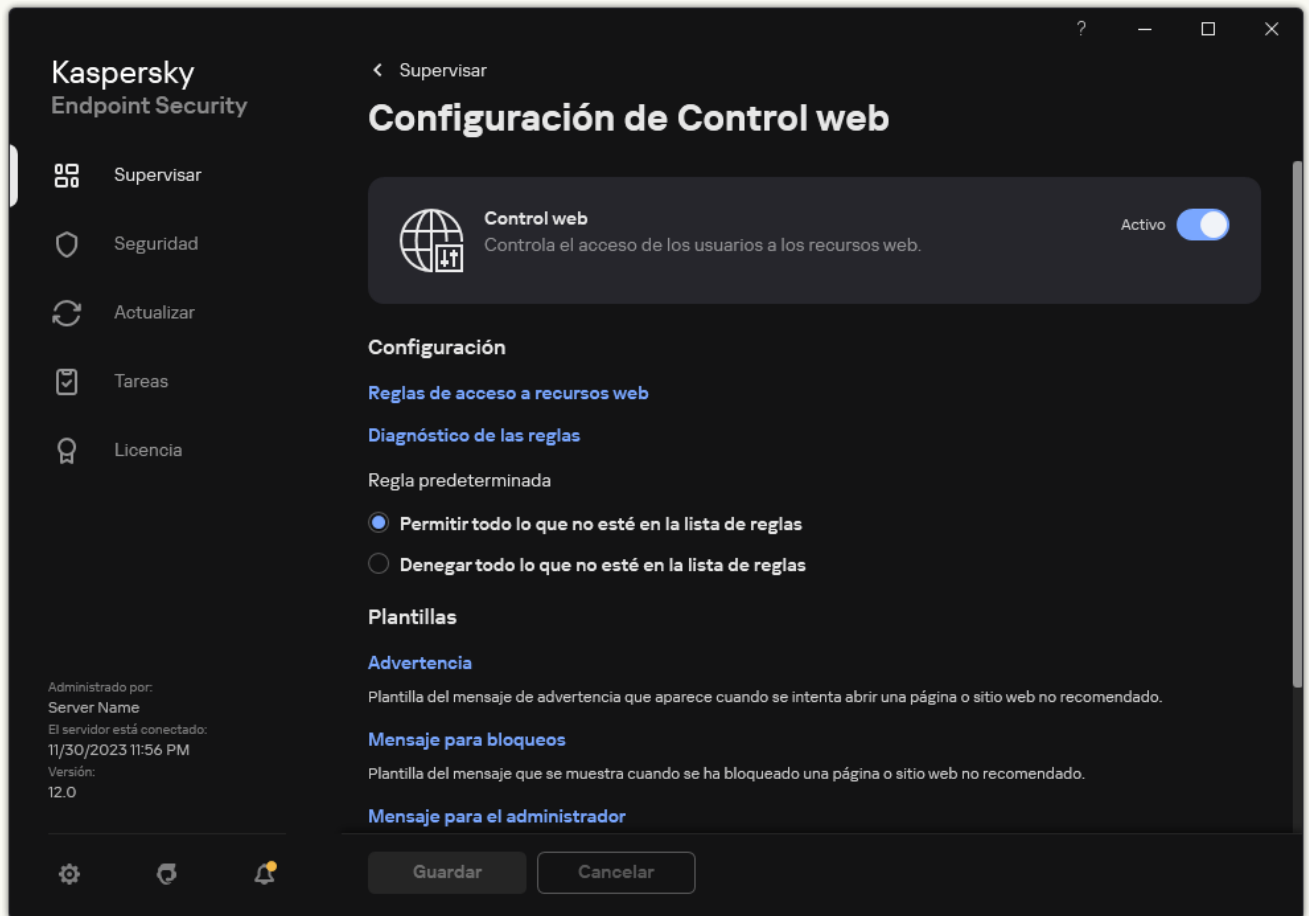 ?
Kaspersky
Endpoint Security
Supervisar
Seguridad
Actualizar
Tareas
Licencia
Administrado por:
Server Name
El servidor está conectado:
11/30/2023 11:56 PM
Versión:
12.0
Supervisar
Configuración de Control web
Control web
Controla el acceso de los usuarios a los recursos web.
Activo
Configuración
Reglas de acceso a recursos web
Diagnóstico de las reglas
Regla predeterminada
Permitir todo lo que no esté en la lista de reglas
Denegar todo lo que no esté en la lista de reglas
Plantillas
Advertencia
Plantilla del mensaje de advertencia que aparece cuando se intenta abrir una página o sitio web no recomendado.
Mensaje para bloqueos
Plantilla del mensaje que se muestra cuando se ha bloqueado una página o sitio web no recomendado.
Mensaje para el administrador
Guardar
Cancelar